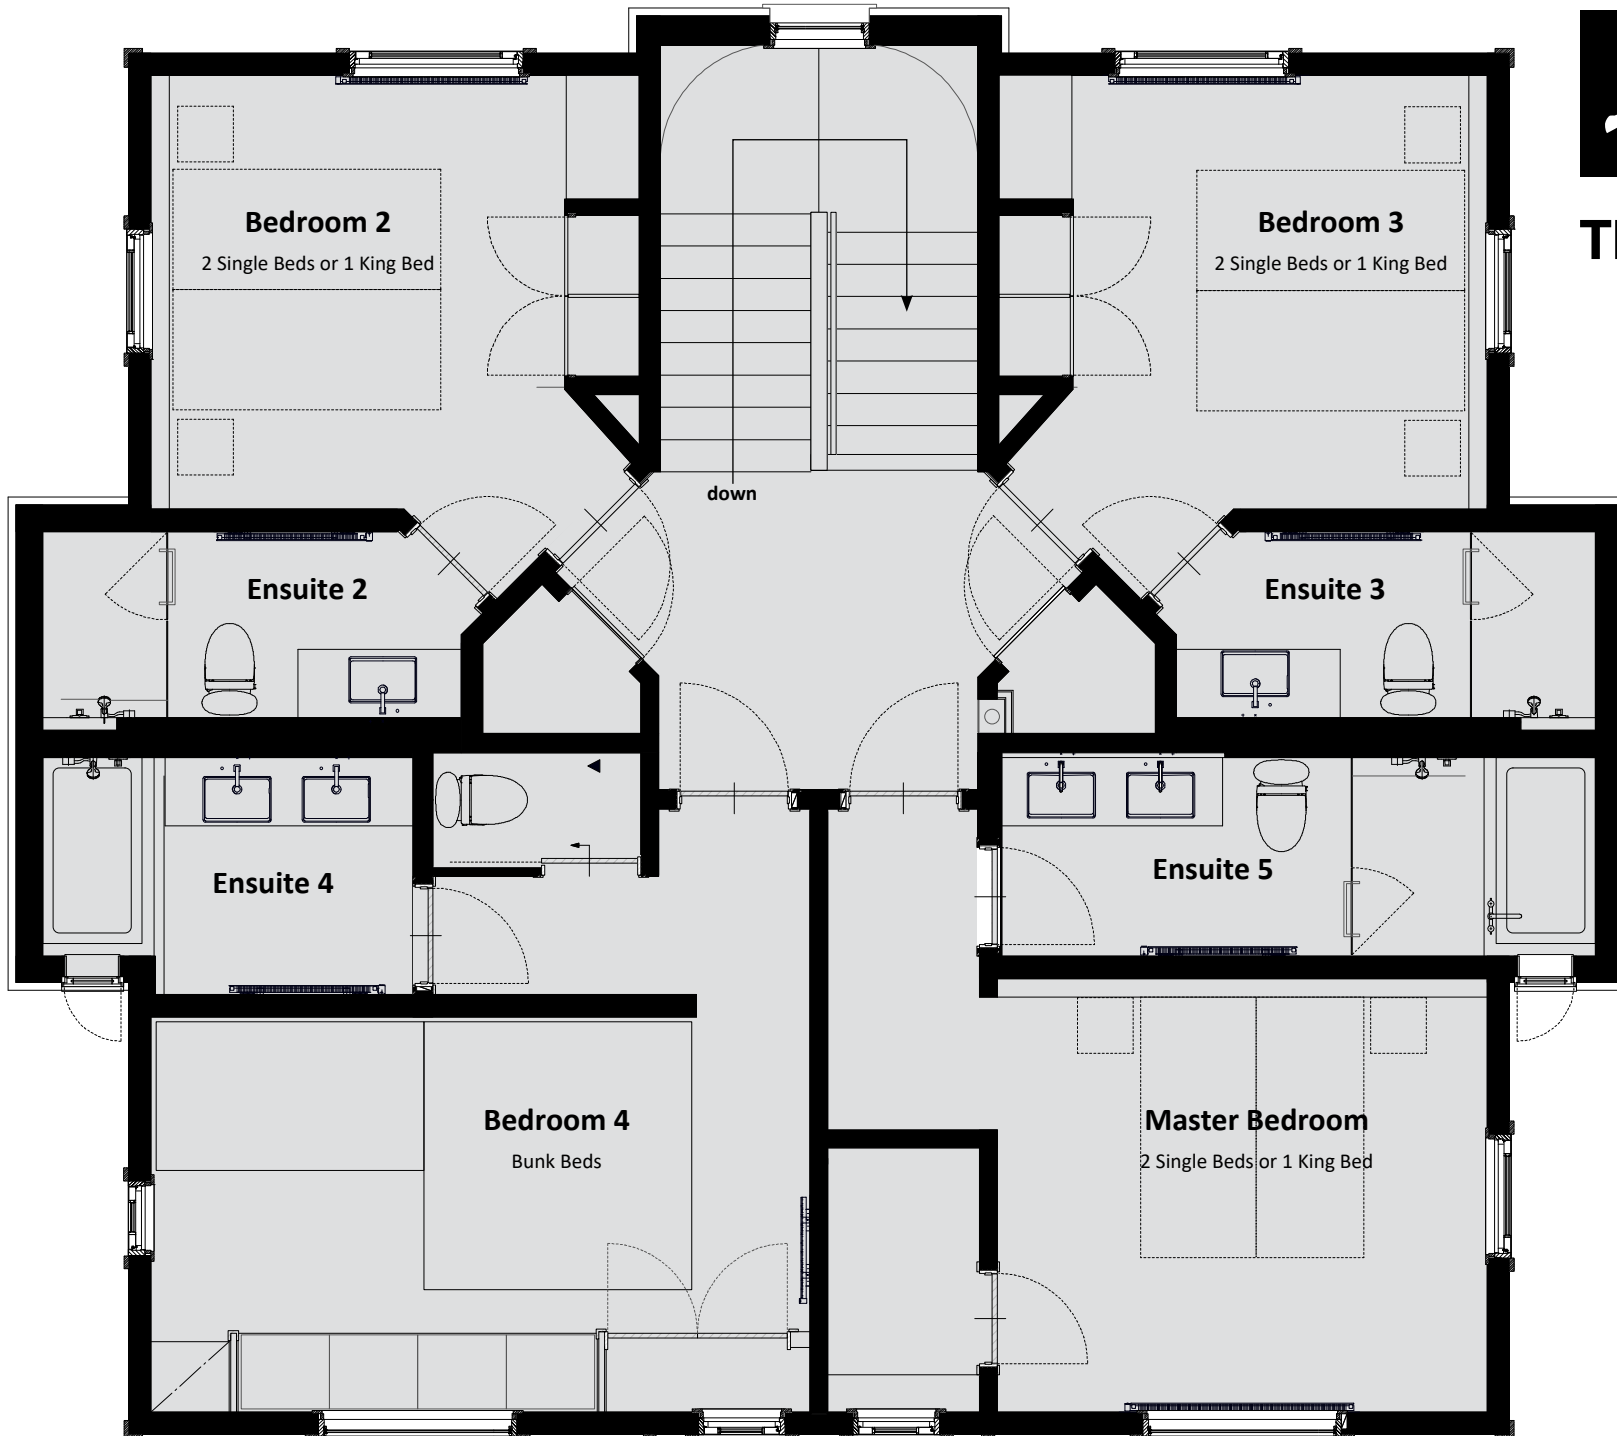 Bedroom 2
2 Single Beds or 1 King Bed
Bedroom 3
2 Single Beds or 1 King Bed
down
Ensuite 2
Ensuite 3
Ensuite 4
Ensuite 5
Bedroom 4
Bunk Beds
Master Bedroom
2 Single Beds or 1 King Bed